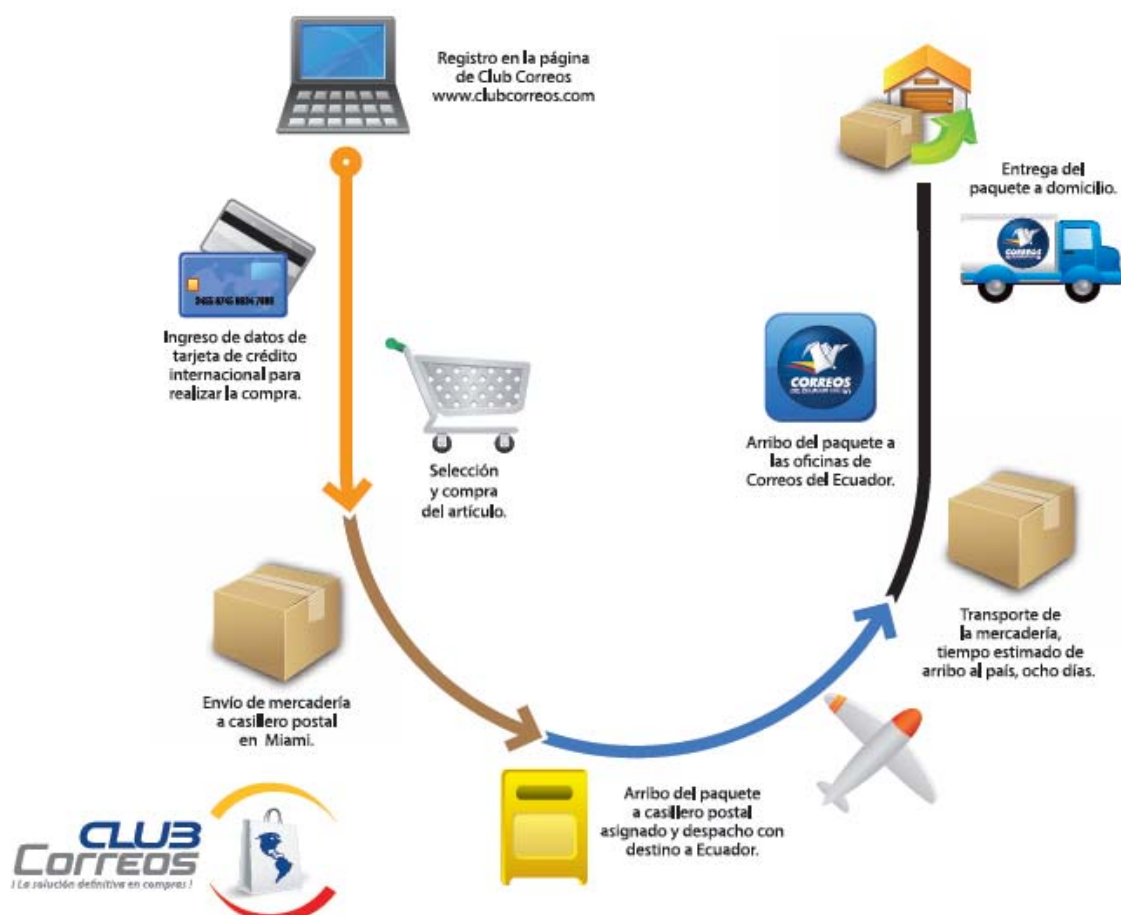 Registro en la página
de Club Correos
www.clubcorreos.com
Ingreso de datos de
tarjeta de crédito
internacional para
realizar la compra.
Selección
y compra
del artículo.
Envío de mercadería
a casillero postal
en Miami.
Arribo del paquete
a casillero postal
asignado y despacho con
destino a Ecuador.
Transporte de
la mercadería,
tiempo estimado de
arribo al país, ocho días.
CORREOS
DEL ECUADOR
Arribo del paquete a
las oficinas de
Correos del Ecuador.
Entrega del
paquete a domicilio.
CORREOS
CLUB
Correos
¡ La solución definitiva en compras !